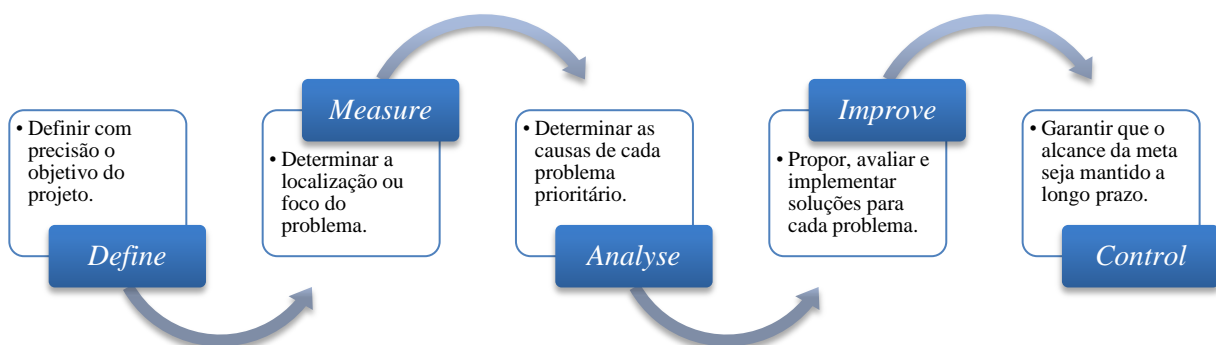 • Definir com
precisão o
objetivo do
projeto.
Define
Measure
• Determinar a
localização ou
foco do
problema.
• Determinar as
causas de cada
problema
prioritário.
Analyse
Improve
• Propor, avaliar e
implementar
soluções para
cada problema.
• Garantir que o
alcance da meta
seja mantido a
longo prazo.
Control